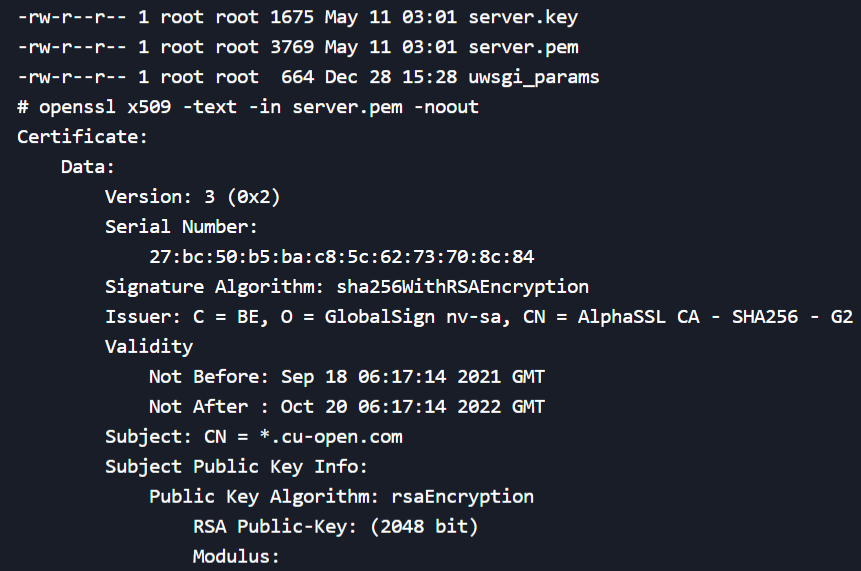 -rw-r--r-- 1 root root 1675 May 11 03:01 server.key
-rw-r--r-- 1 root root 3769 May 11 03:01 server.pem
-rw-r--r-- 1 root root  664 Dec 28 15:28 uwsgi_params
# openssl x509 -text -in server.pem -noout
Certificate:
    Data:
        Version: 3 (0x2)
        Serial Number:
            27:bc:50:b5:ba:c8:5c:62:73:70:8c:84
        Signature Algorithm: sha256WithRSAEncryption
        Issuer: C = BE, O = GlobalSign nv-sa, CN = AlphaSSL CA - SHA256 - G2
        Validity
            Not Before: Sep 18 06:17:14 2021 GMT
            Not After : Oct 20 06:17:14 2022 GMT
        Subject: CN = *.cu-open.com
        Subject Public Key Info:
            Public Key Algorithm: rsaEncryption
                RSA Public-Key: (2048 bit)
                Modulus: